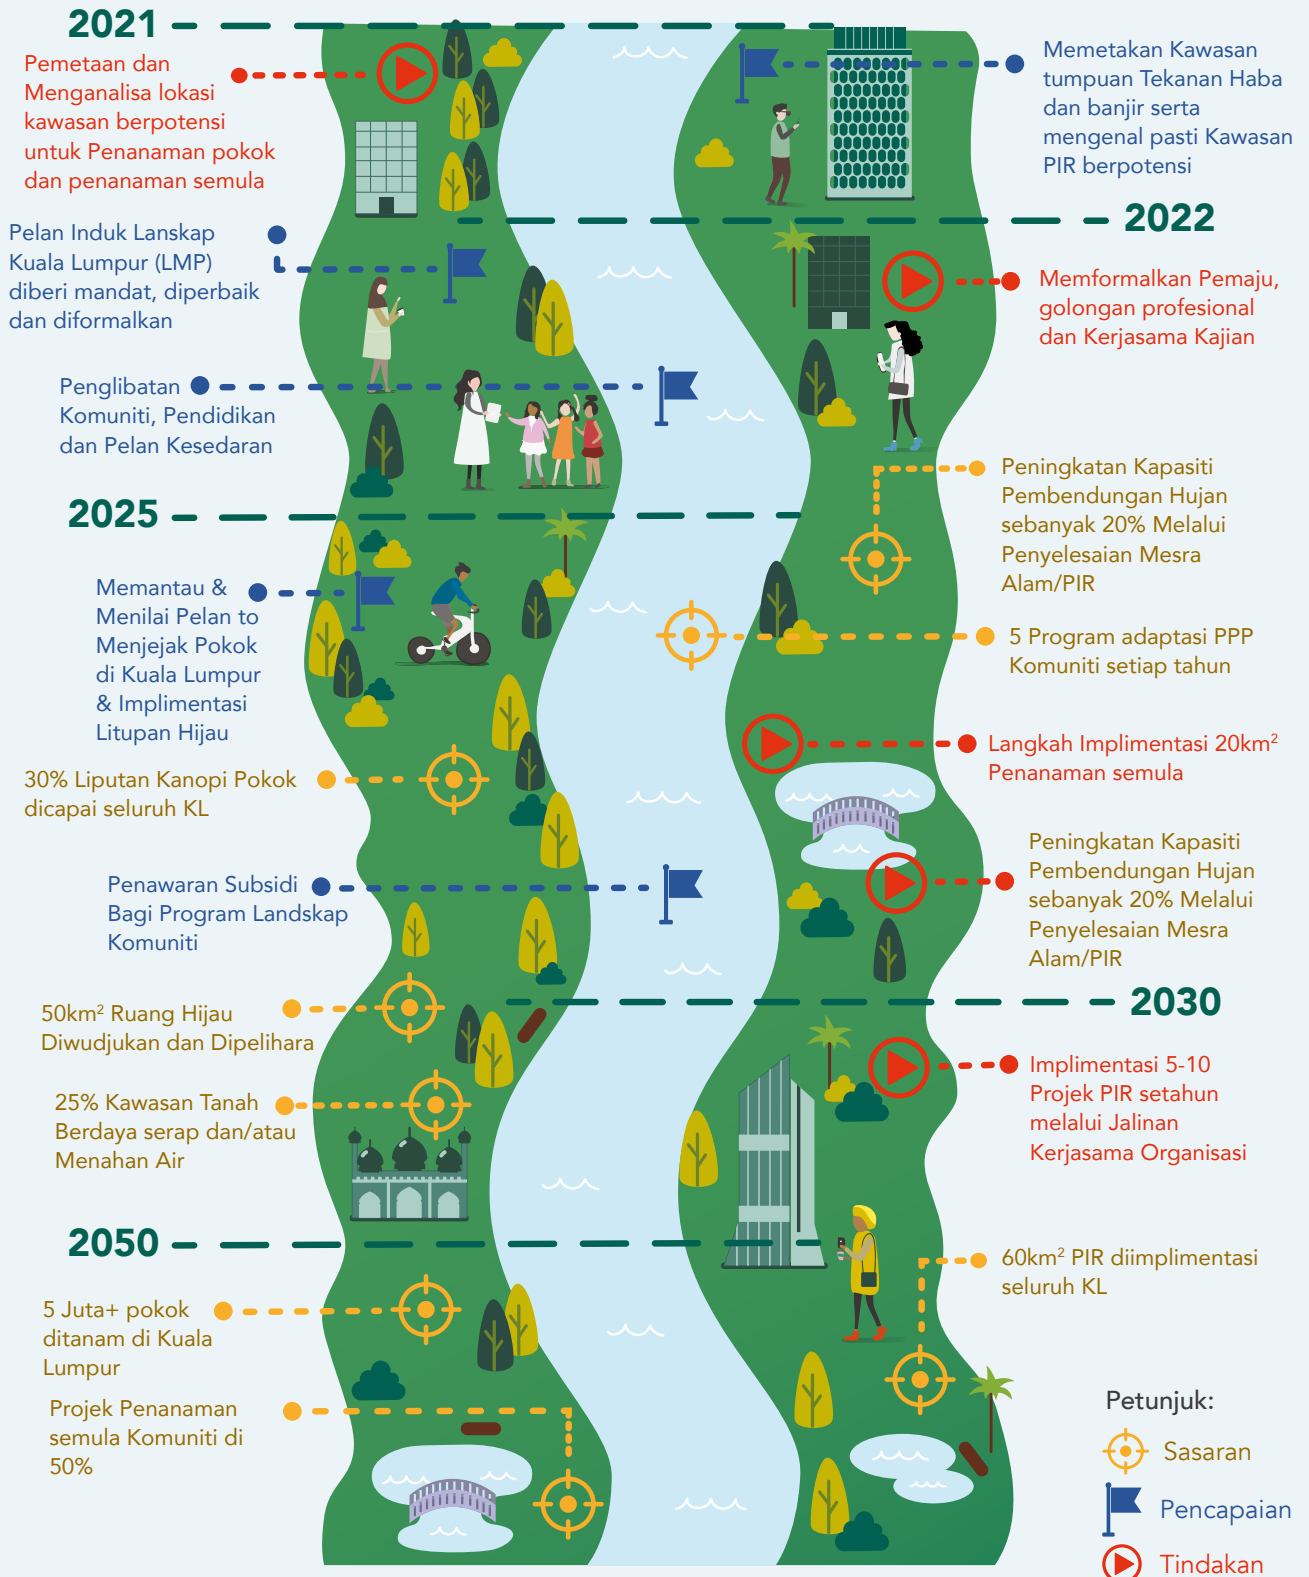 2021
Pemetaan dan
Menganalisa lokasi
kawasan berpotensi
untuk Penanaman pokok
dan penanaman semula
Memetakan Kawasan
tumpuan Tekanan Haba
dan banjir serta
mengenal pasti Kawasan
PIR berpotensi
2022
Pelan Induk Lanskap
Kuala Lumpur (LMP)
diberi mandat, diperbaik
dan diformalkan
Memformalkan Pemaju,
golongan profesional
dan Kerjasama Kajian
Penglibatan
Komuniti, Pendidikan
dan Pelan Kesedaran
Peningkatan Kapasiti
Pembendungan Hujan
sebanyak 20% Melalui
Penyelesaian Mesra
Alam/PIR
2025
Memantau &
Menilai Pelan to
Menjejak Pokok
di Kuala Lumpur
& Implimentasi
Litupan Hijau
5 Program adaptasi PPP
Komuniti setiap tahun
Langkah Implimentasi 20km²
Penanaman semula
30% Liputan Kanopi Pokok
dicapai seluruh KL
Peningkatan Kapasiti
Pembendungan Hujan
sebanyak 20% Melalui
Penyelesaian Mesra
Alam/PIR
Penawaran Subsidi
Bagi Program Landskap
Komuniti
50km² Ruang Hijau
Diwudjukan dan Dipelihara
2030
Implimentasi 5-10
Projek PIR setahun
melalui Jalinan
Kerjasama Organisasi
25% Kawasan Tanah
Berdaya serap dan/atau
Menahan Air
2050
60km² PIR diimplimentasi
seluruh KL
5 Juta+ pokok
ditanam di Kuala
Lumpur
Projek Penanaman
semula Komuniti di
50%
Petunjuk:
Sasaran
Pencapaian
Tindakan